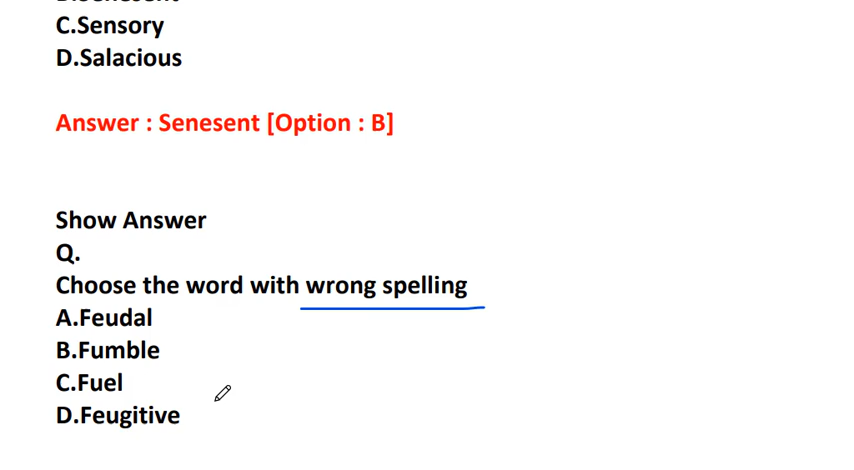 C.Sensory
D.Salacious
Answer : Senesent [Option : B]
Show Answer
Q.
Choose the word with wrong spelling
A.Feudal
B.Fumble
C.Fuel
D.Feugitive